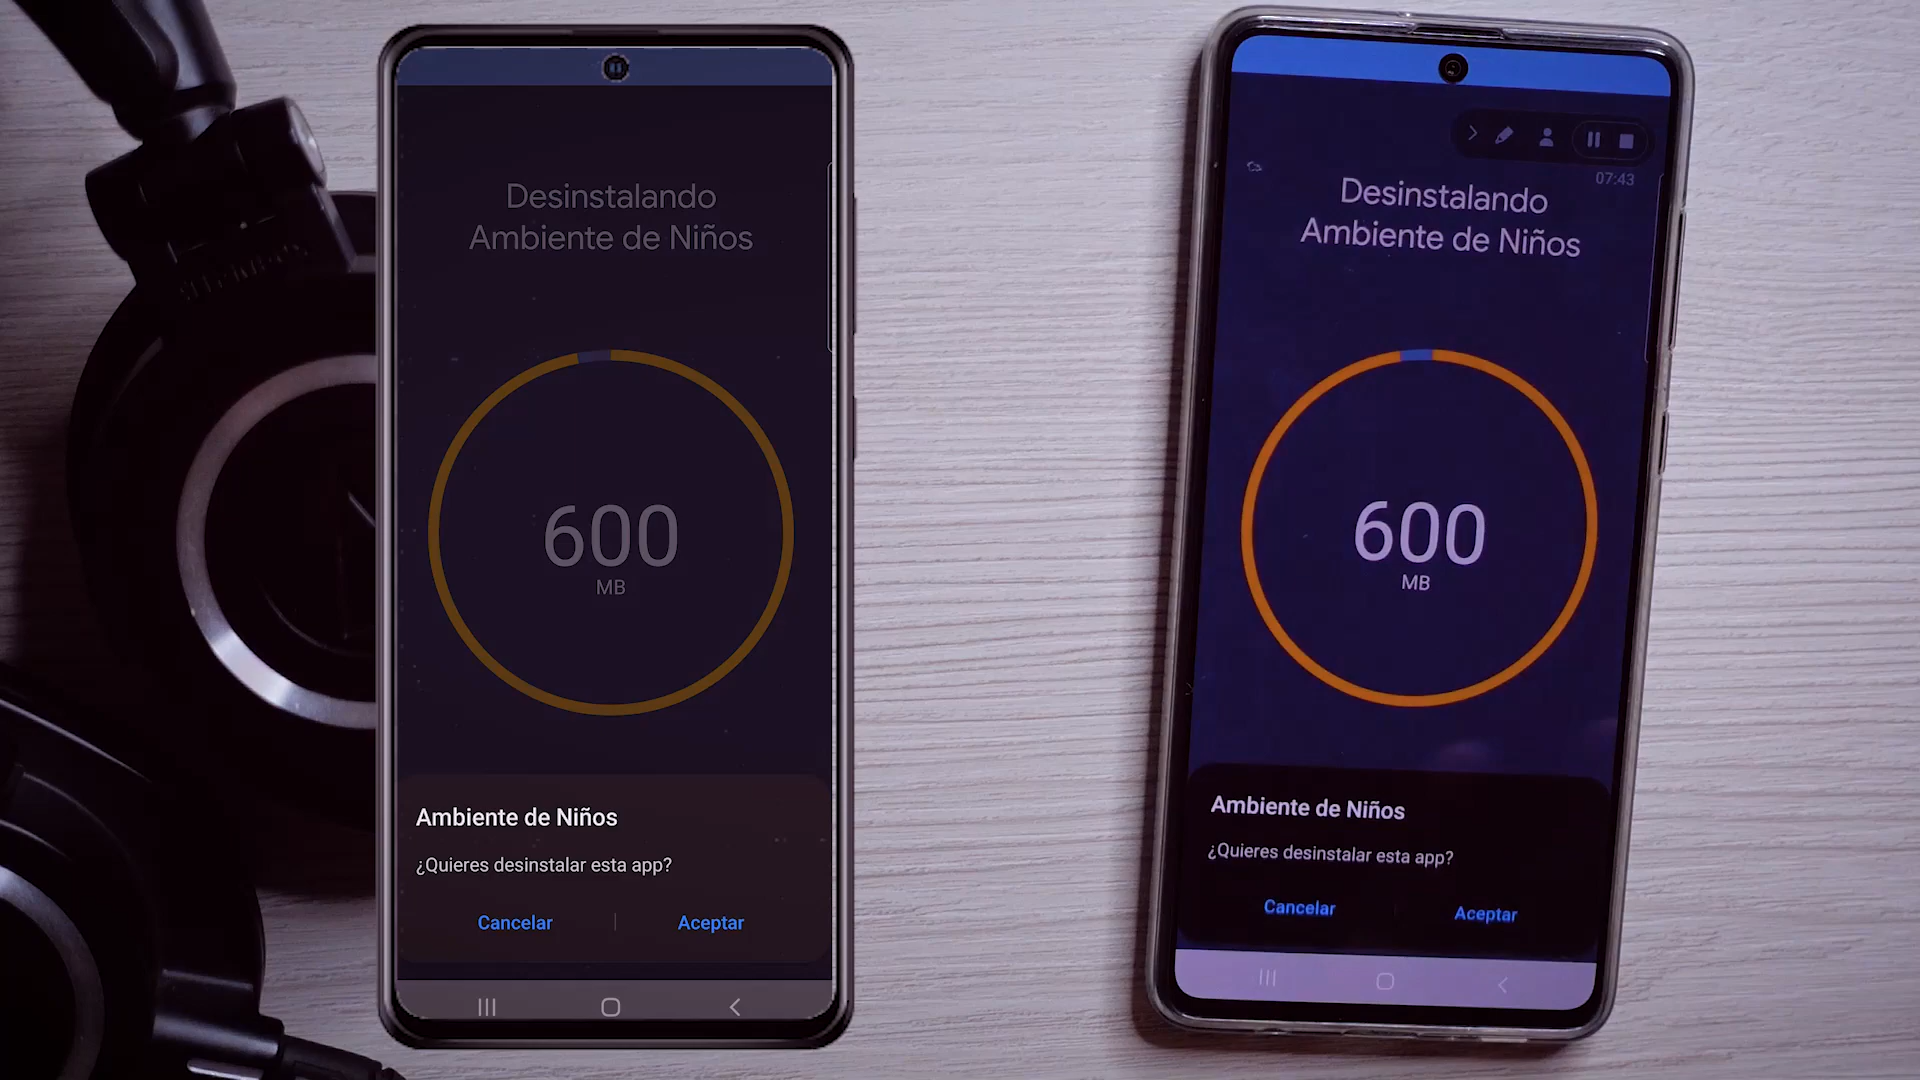 Desinstalando
Ambiente de Niños
600
MB
Ambiente de Niños
¿Quieres desinstalar esta app?
Cancelar
Aceptar
07:43
Desinstalando
Ambiente de Niños
600
MB
Ambiente de Niños
¿Quieres desinstalar esta app?
Cancelar
Aceptar